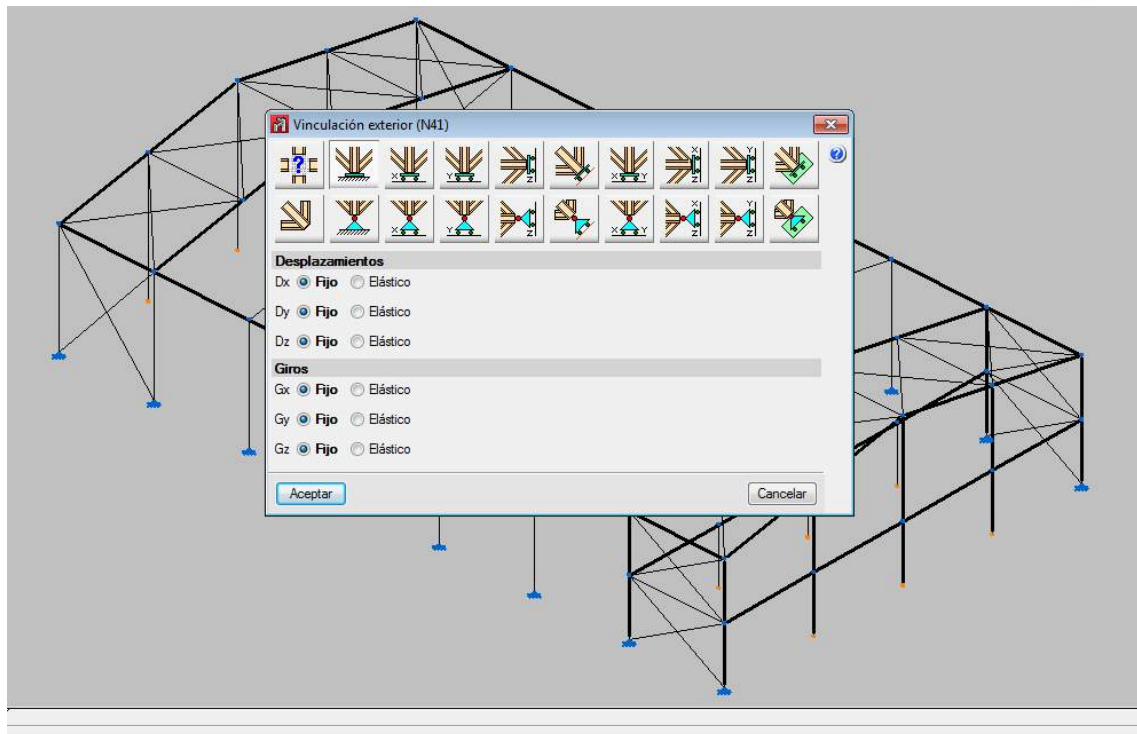 Vinculación exterior (N41)
Desplazamientos
Dx Fijo Elástico
Dy Fijo Elástico
Dz Fijo Elástico
Giros
Gx Fijo Elástico
Gy Fijo Elástico
Gz Fijo Elástico
Aceptar Cancelar